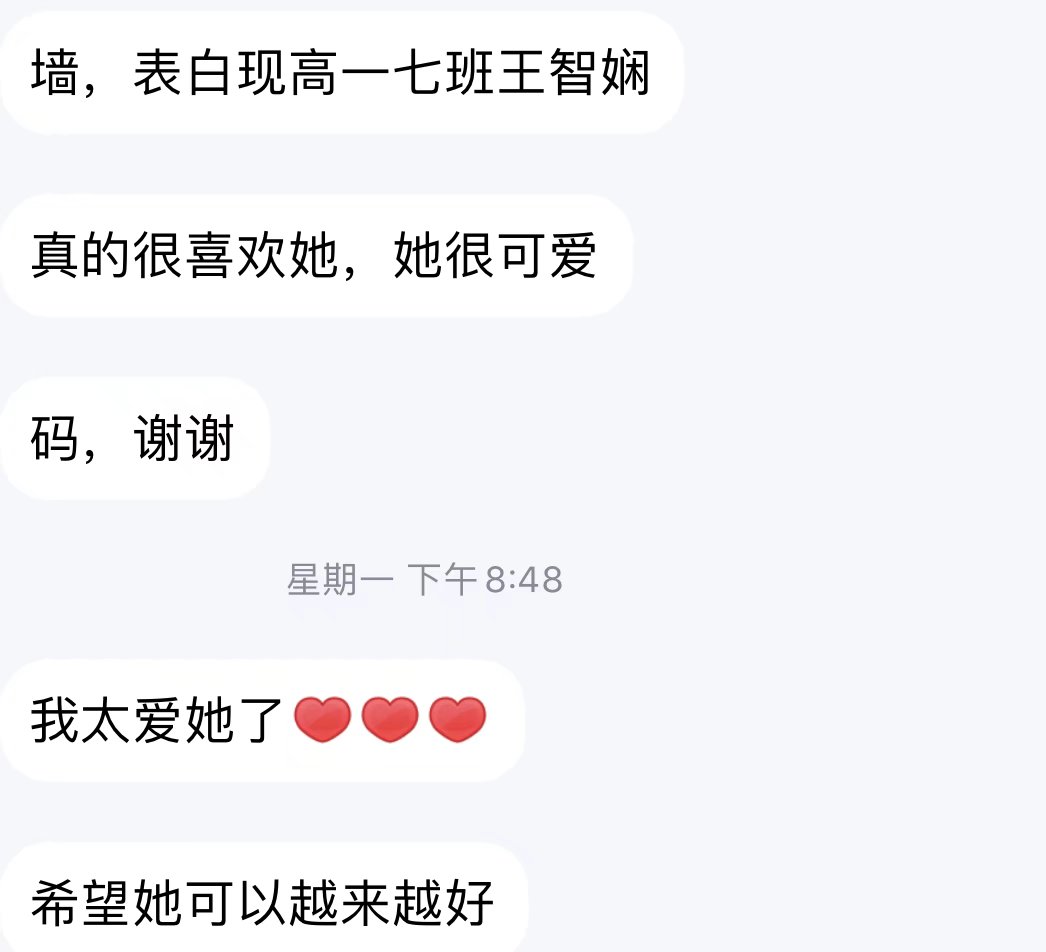 墙，表白现高一七班王智娴
真的很喜欢她，她很可爱
码，谢谢
星期一 下午8:48
我太爱她了❤️❤️❤️
希望她可以越来越好